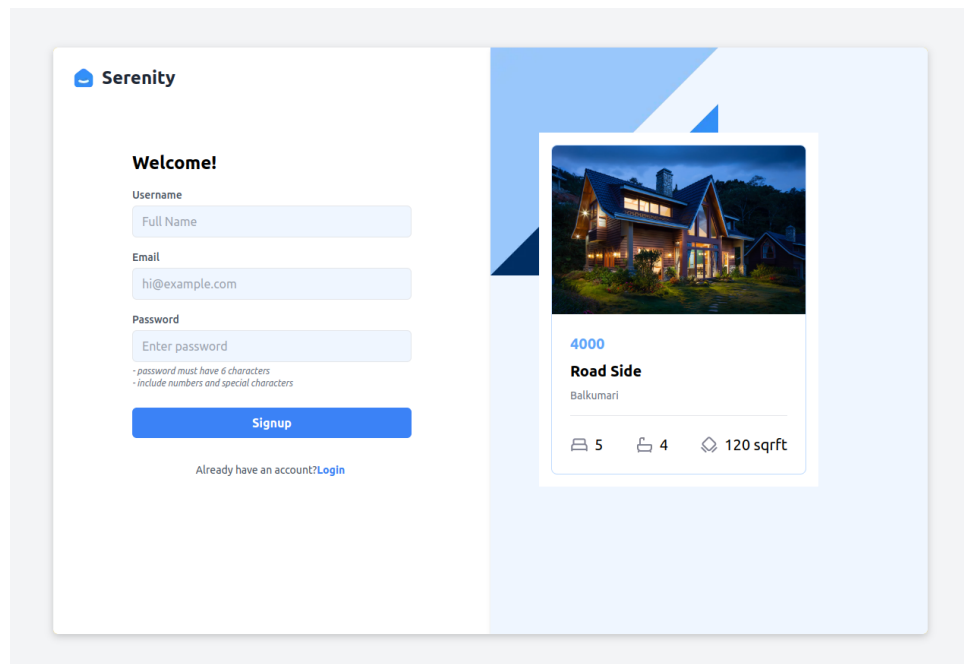 Serenity
Welcome!
Username
Full Name
Email
hi@example.com
Password
Enter password
- password must have 6 characters
- include numbers and special characters
Signup
Already have an account?Login
4000
Road Side
Balkumari
5 4 120 sqrft